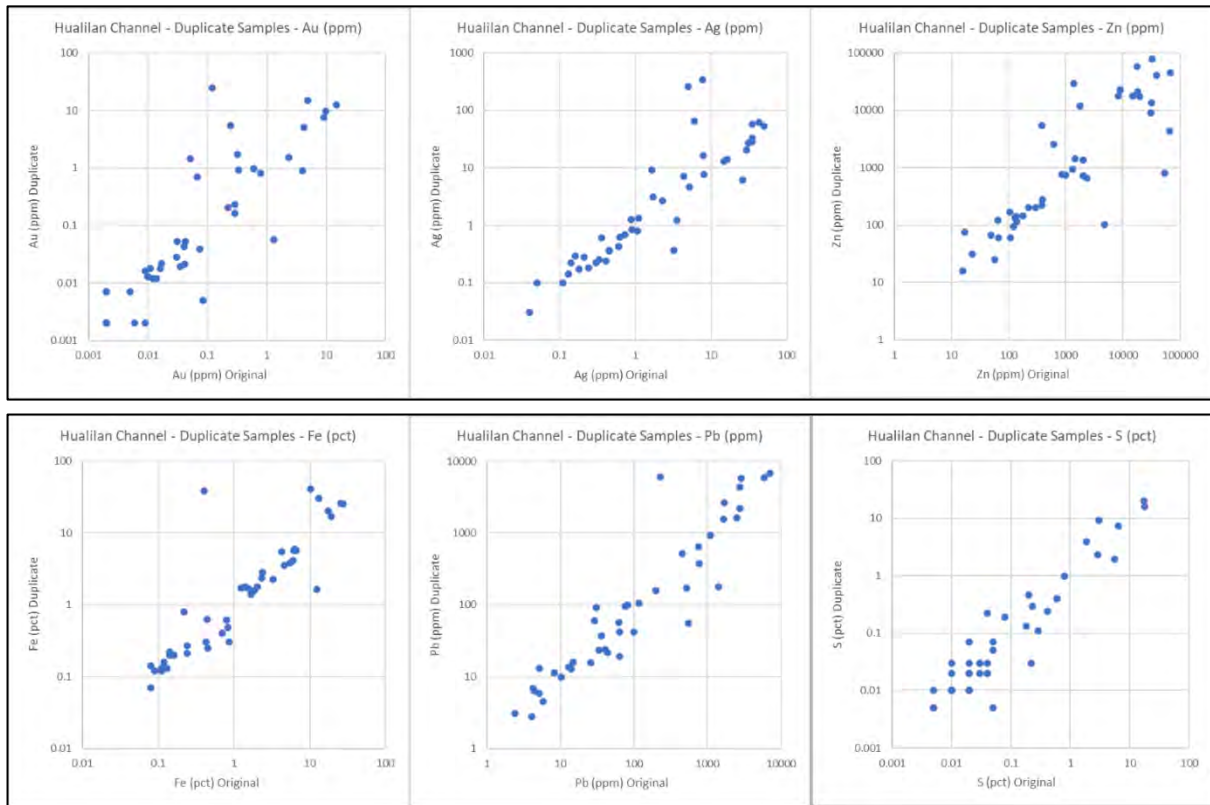 Hualilan Channel - Duplicate Samples - Au (ppm)
100
10
1
0.1
0.01
0.001
0.001 0.01 0.1 1 10 100
Au (ppm) Duplicate
Au (ppm) Original
Hualilan Channel - Duplicate Samples - Ag (ppm)
1000
100
10
1
0.1
0.01
0.01 0.1 1 10 100
Ag (ppm) Duplicate
Ag (ppm) Original
Hualilan Channel - Duplicate Samples - Zn (ppm)
100000
10000
1000
100
10
1
1 10 100 1000 10000 100000
Zn (ppm) Duplicate
Zn (ppm) Original
Hualilan Channel - Duplicate Samples - Fe (pct)
100
10
1
0.1
0.01
0.01 0.1 1 10 100
Fe (pct) Duplicate
Fe (pct) Original
Hualilan Channel - Duplicate Samples - Pb (ppm)
10000
1000
100
10
1
1 10 100 1000 10000
Pb (ppm) Duplicate
Pb (ppm) Original
Hualilan Channel - Duplicate Samples - S (pct)
100
10
1
0.1
0.01
0.001
0.001 0.01 0.1 1 10 100
S (pct) Duplicate
S (pct) Original